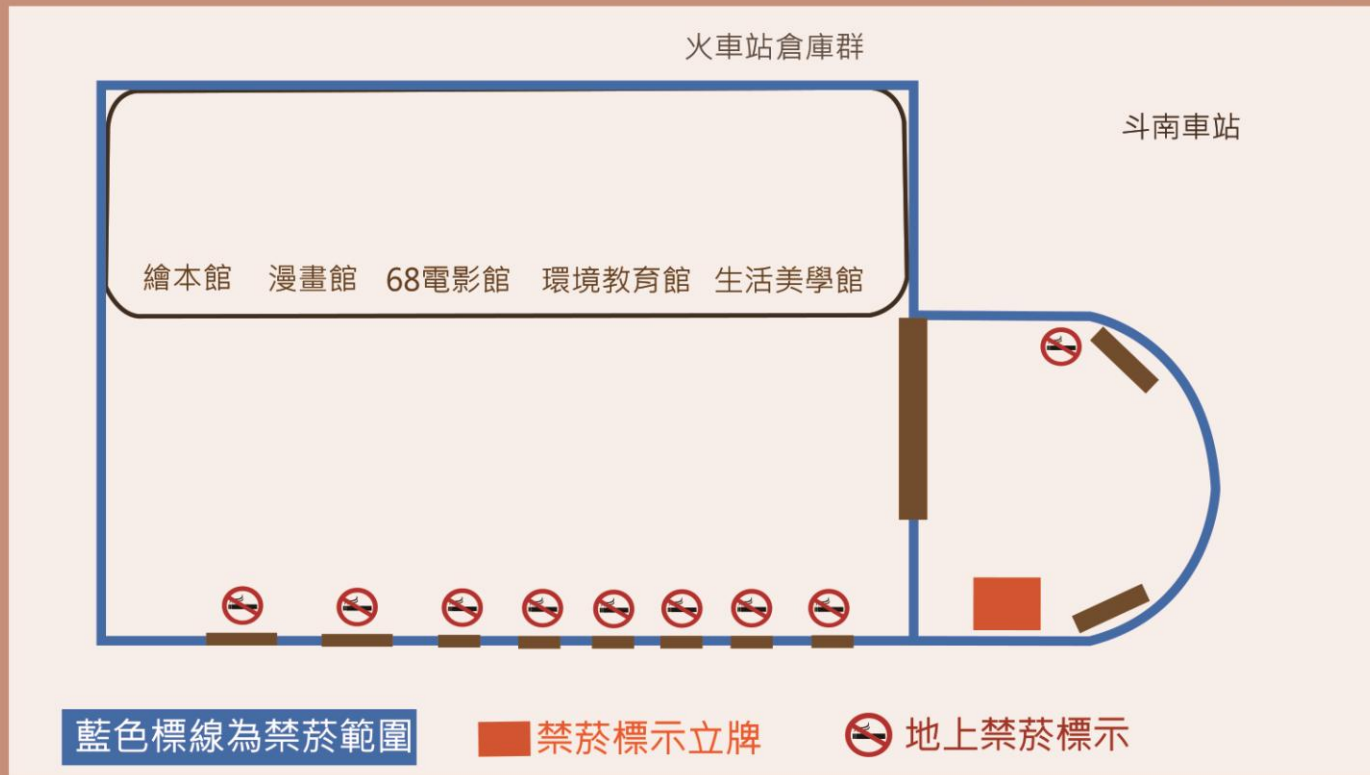 火車站倉庫群
斗南車站
繪本館 漫畫館 68電影館 環境教育館 生活美學館
藍色標線為禁菸範圍 禁菸標示立牌 地上禁菸標示